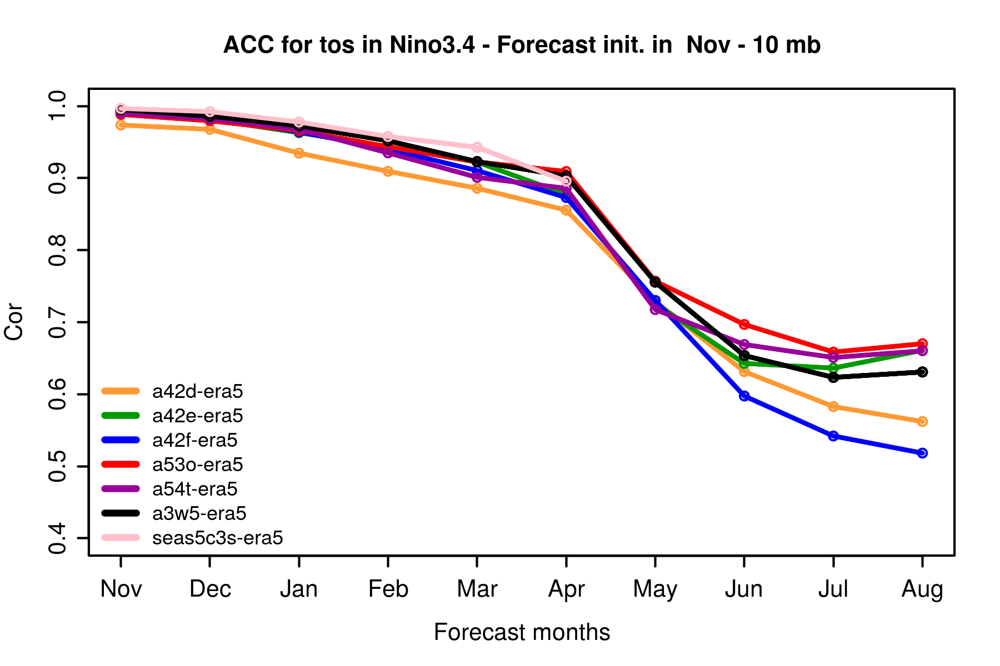 ACC for tos in Nino3.4 - Forecast init. in  Nov - 10 mb
Cor
1.0
0.9
0.8
0.7
0.6
0.5
0.4
a42d-era5
a42e-era5
a42f-era5
a53o-era5
a54t-era5
a3w5-era5
seas5c3s-era5
Nov Dec Jan Feb Mar Apr May Jun Jul Aug
Forecast months